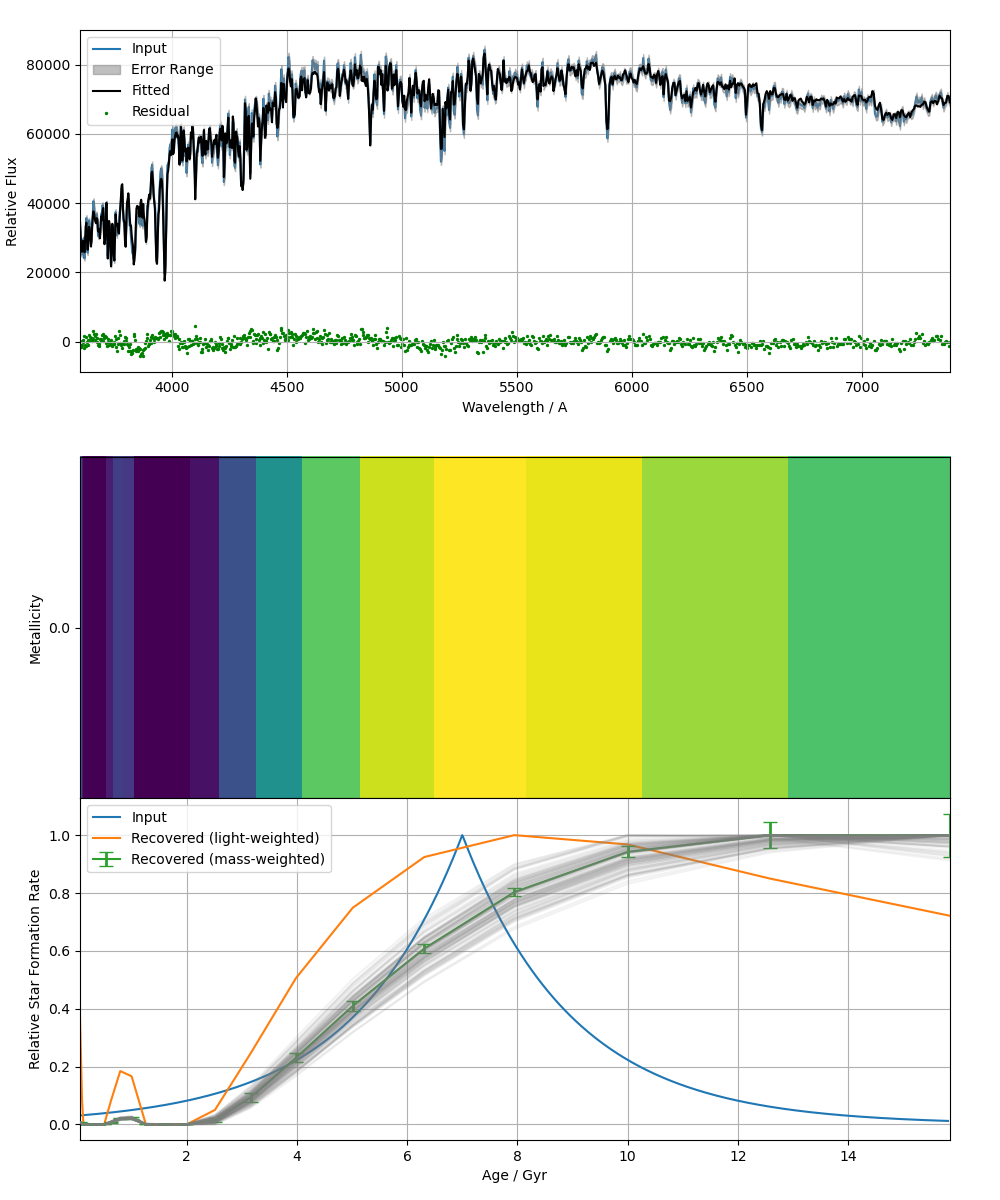 Relative Flux
80000
60000
40000
20000
0
Input
Error Range
Fitted
Residual
4000 4500 5000 5500 6000 6500 7000
Wavelength / A
Metallicity
0.0
Relative Star Formation Rate
1.0
0.8
0.6
0.4
0.2
0.0
Input
Recovered (light-weighted)
Recovered (mass-weighted)
2 4 6 8 10 12 14
Age / Gyr